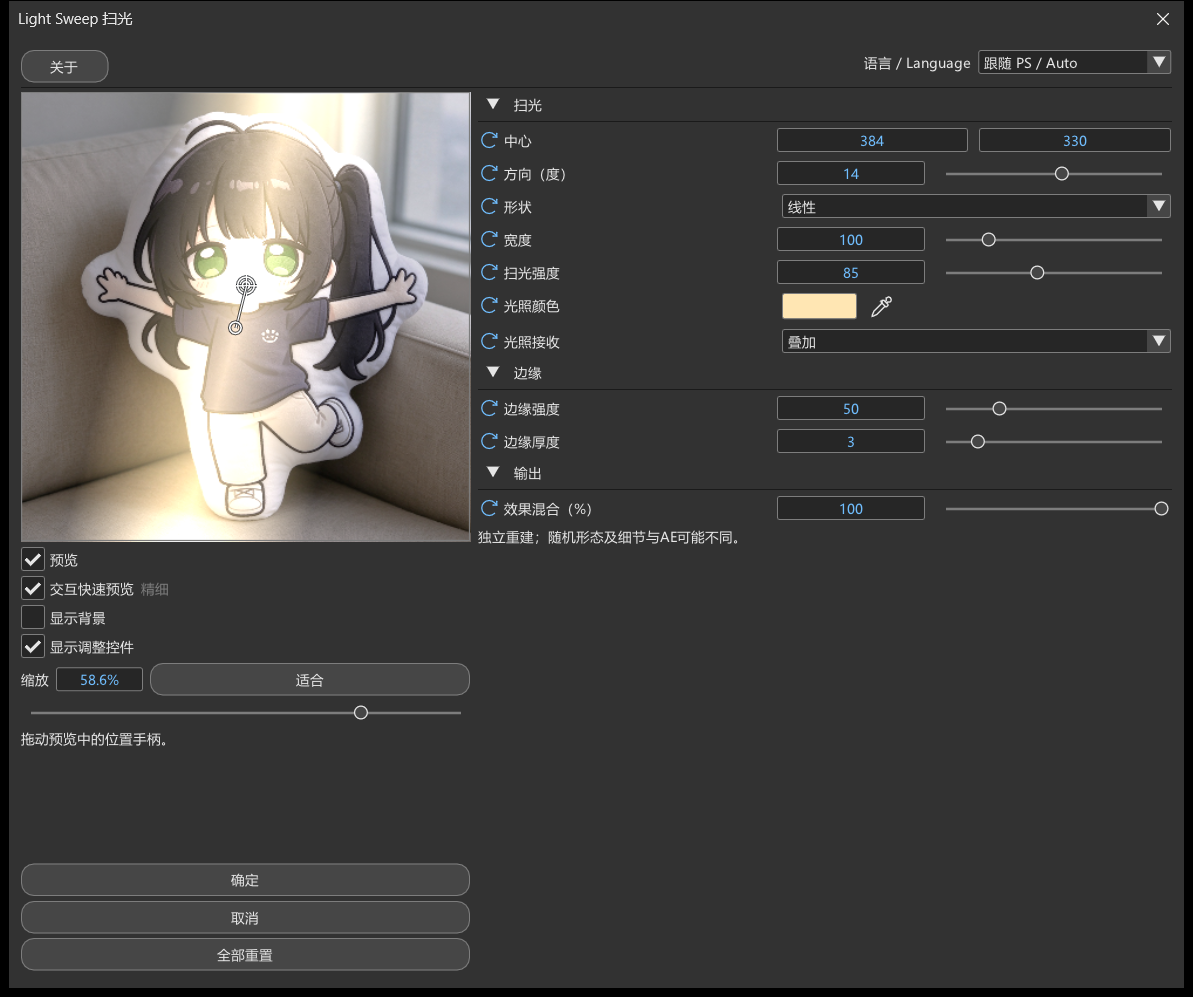 Light Sweep 扫光
关于
语言 / Language 跟随 PS / Auto
扫光
中心 384 330
方向（度） 14
形状 线性
宽度 100
扫光强度 85
光照颜色
光照接收 叠加
边缘
边缘强度 50
边缘厚度 3
输出
效果混合（%） 100
独立重建；随机形态及细节与AE可能不同。
预览
交互快速预览 精细
显示背景
显示调整控件
缩放 58.6% 适合
拖动预览中的位置手柄。
确定
取消
全部重置